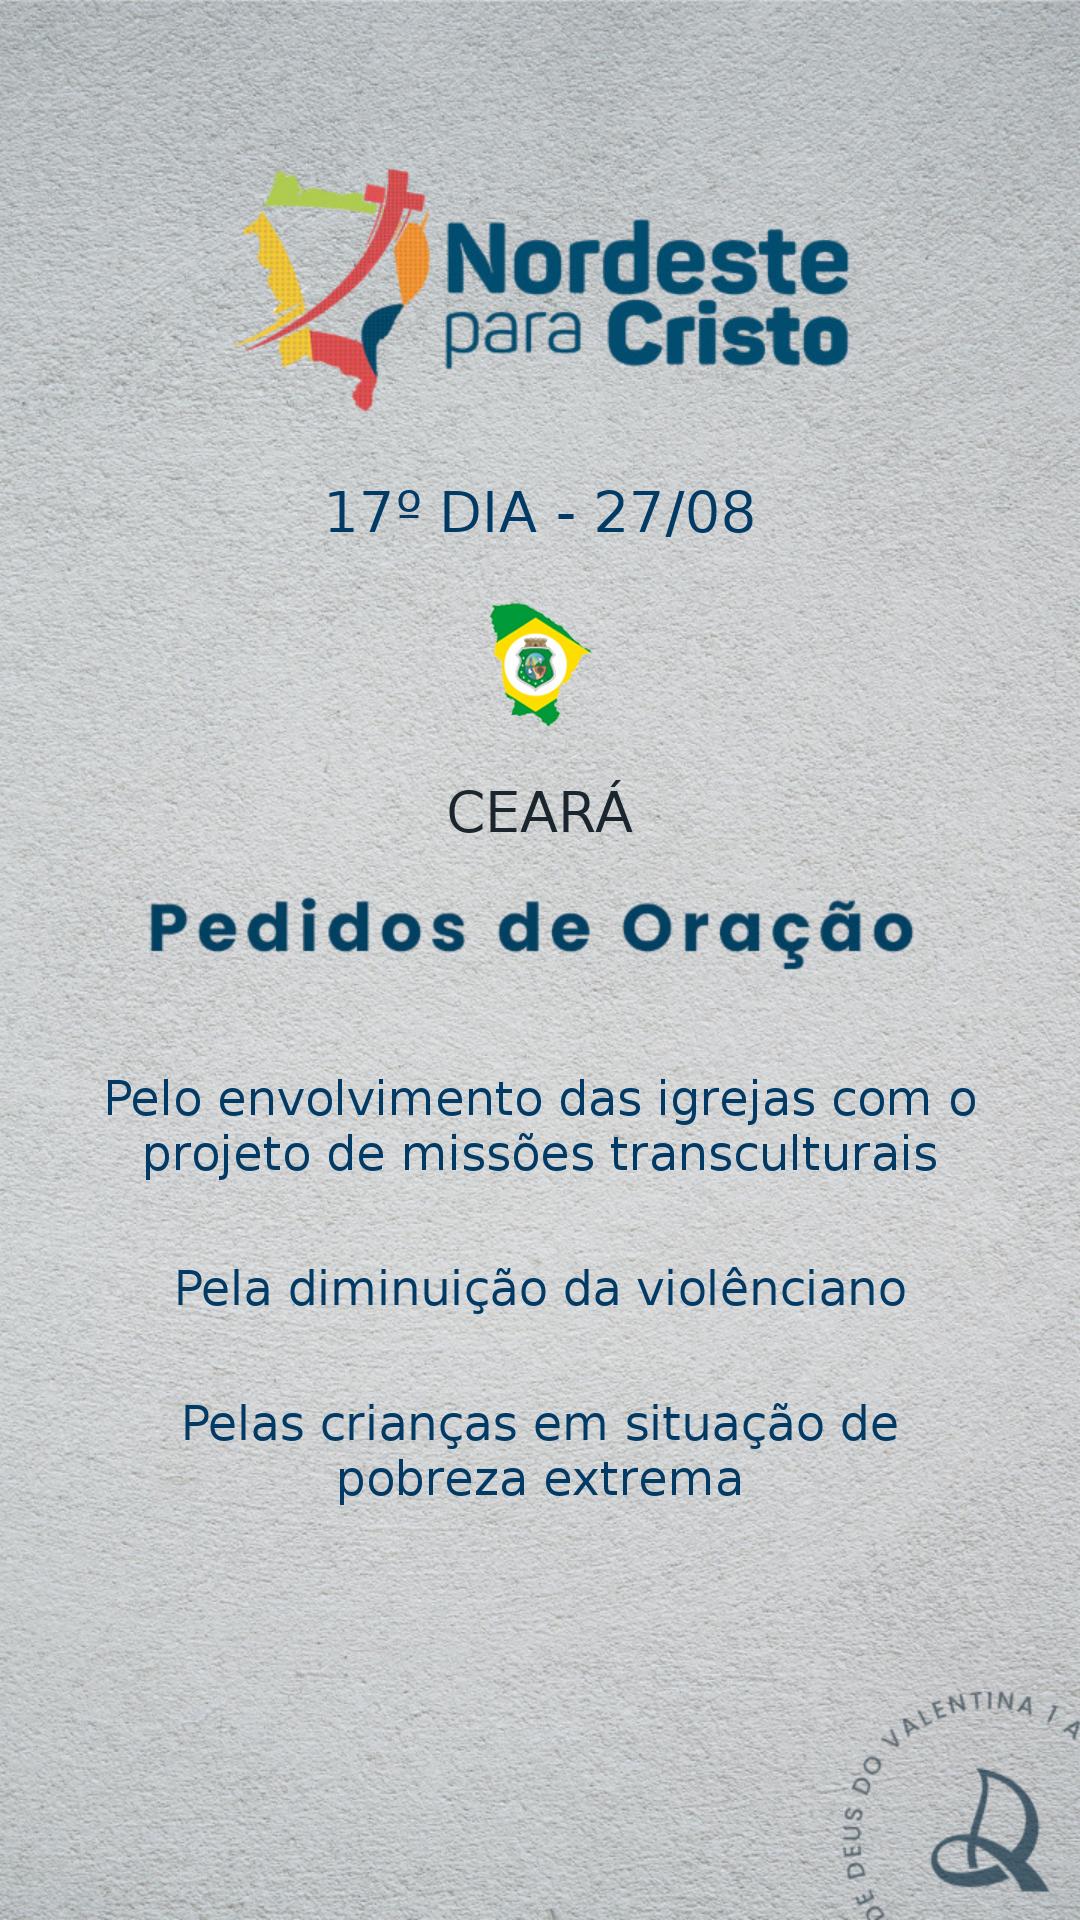 Nordeste
para Cristo
17º DIA - 27/08
CEARÁ
Pedidos de Oração
Pelo envolvimento das igrejas com o
projeto de missões transculturais
Pela diminuição da violênciano
Pelas crianças em situação de
pobreza extrema
DE DEUS DO VALENTINA 1 A